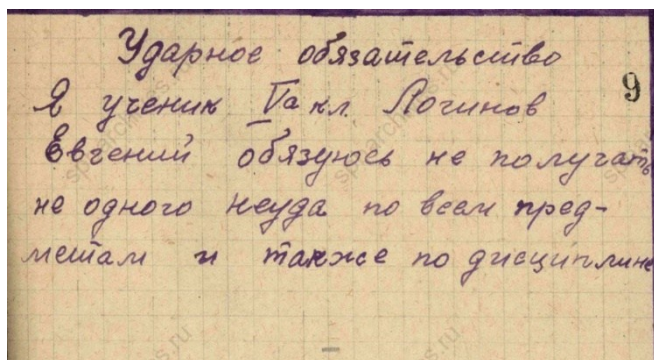 Ударное обязательство
9
Я ученик Vа кл. Логинов
Евгений обязуюсь не получать
не одного неуда по всем пред-
метам и также по дисциплине